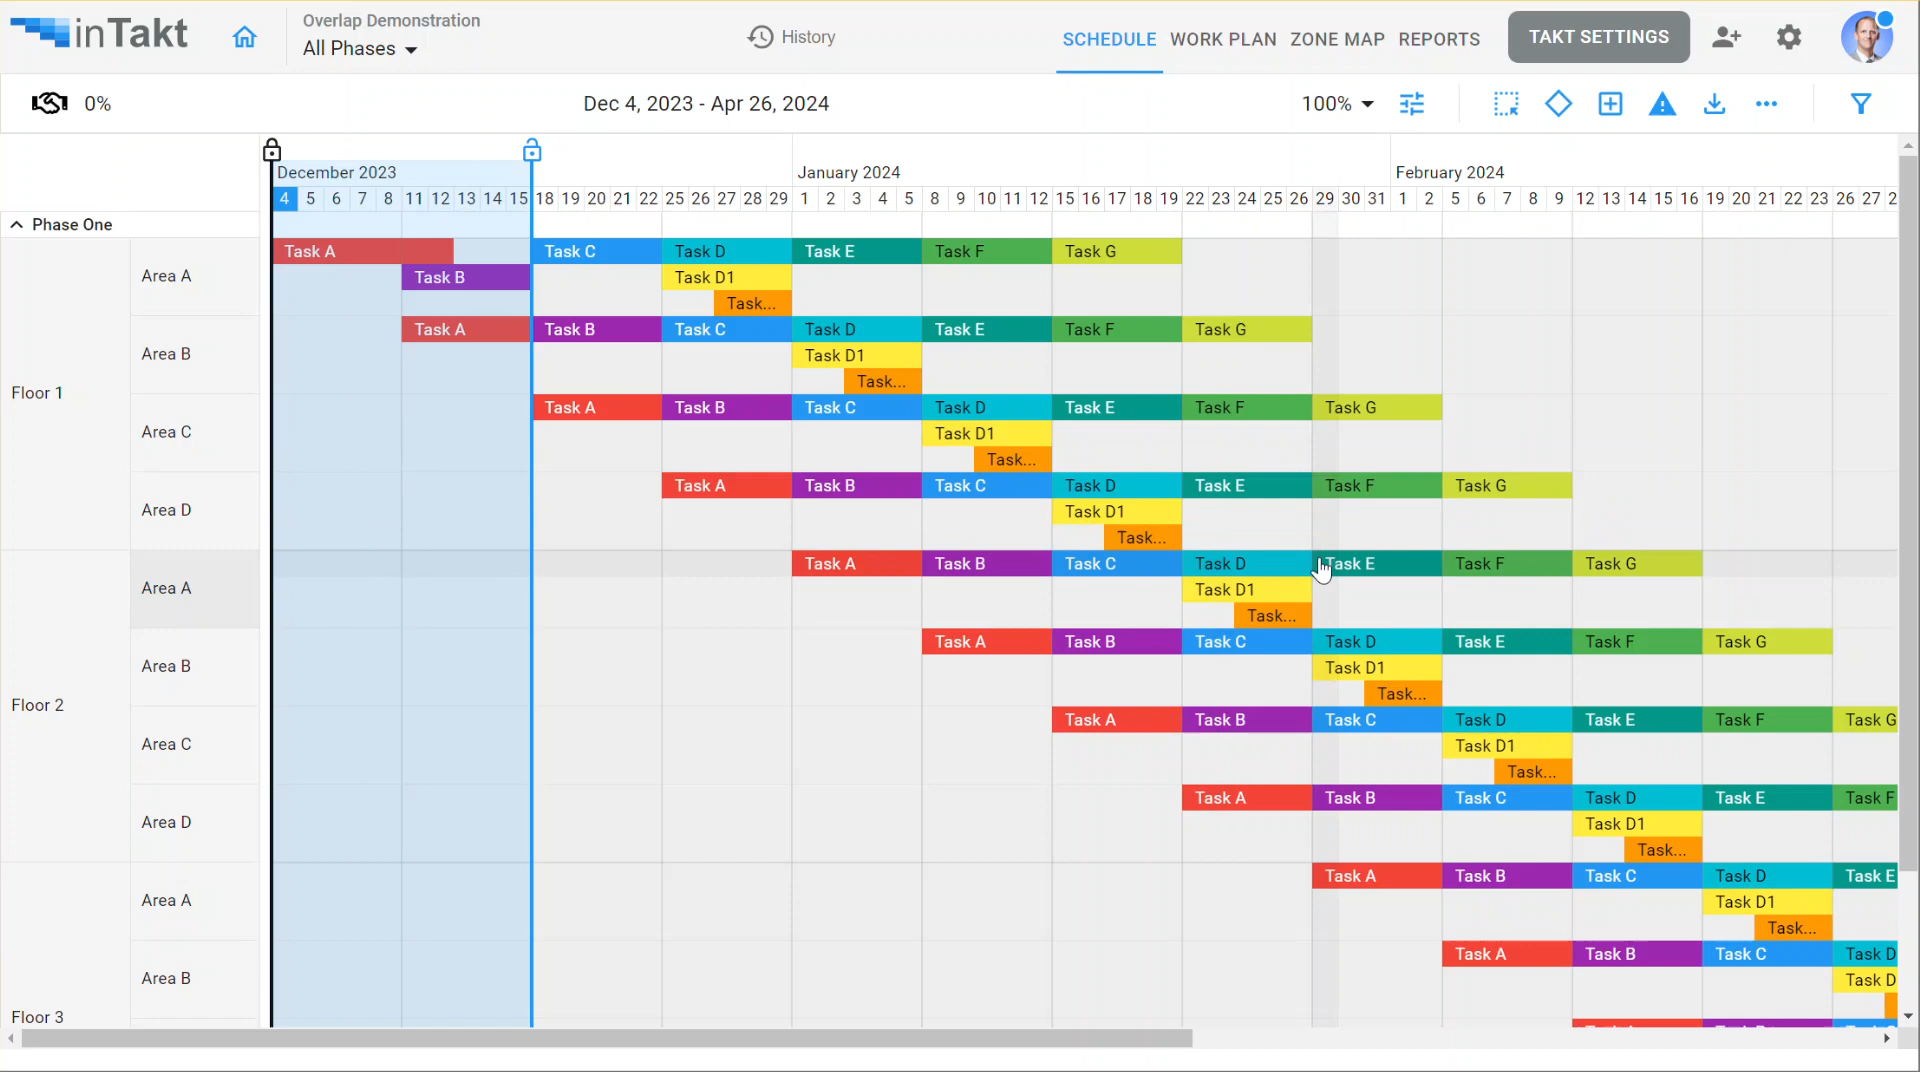 inTakt
Overlap Demonstration
All Phases
History
SCHEDULE WORK PLAN ZONE MAP REPORTS
TAKT SETTINGS
0%
Dec 4, 2023 - Apr 26, 2024
100%
December 2023 January 2024 February 2024
4 5 6 7 8 11 12 13 14 15 18 19 20 21 22 25 26 27 28 29 1 2 3 4 5 8 9 10 11 12 15 16 17 18 19 22 23 24 25 26 29 30 31 1 2 5 6 7 8 9 12 13 14 15 16 19 20 21 22 23 26 27 2
Phase One
Floor 1
Area A
Task A Task C Task D Task E Task F Task G
Task B Task D1
Task...
Area B
Task A Task B Task C Task D Task E Task F Task G
Task D1
Task...
Area C
Task A Task B Task C Task D Task E Task F Task G
Task D1
Task...
Area D
Task A Task B Task C Task D Task E Task F Task G
Task D1
Task...
Floor 2
Area A
Task A Task B Task C Task D Task E Task F Task G
Task D1
Task...
Area B
Task A Task B Task C Task D Task E Task F Task G
Task D1
Task...
Area C
Task A Task B Task C Task D Task E Task F Task G
Task D1
Task...
Area D
Task A Task B Task C Task D Task E Task F
Task D1
Task...
Floor 3
Area A
Task A Task B Task C Task D Task E
Task D1
Task...
Area B
Task A Task B Task C Task D
Task D